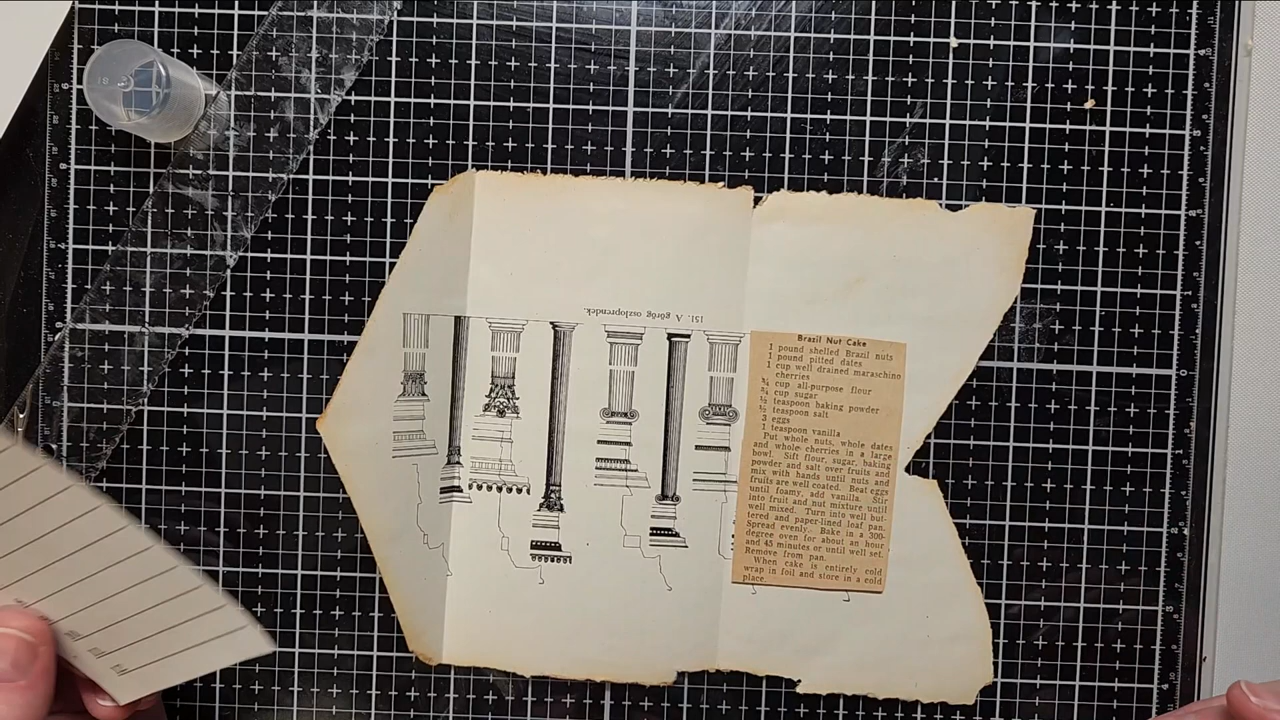 151. A görög oszloprendek.
Brazil Nut Cake
1 pound shelled Brazil nuts
1 pound pitted dates
1 cup well drained maraschino
cherries
¾ cup all-purpose flour
¾ cup sugar
½ teaspoon baking powder
½ teaspoon salt
3 eggs
1 teaspoon vanilla
Put whole nuts, whole dates
and whole cherries in a large
bowl. Sift flour, sugar, baking
powder and salt over fruits and
mix with hands until nuts and
fruits are well coated. Beat eggs
until foamy, add vanilla. Stir
into fruit and nut mixture until
well mixed. Turn into well but-
tered and paper-lined loaf pan.
Spread evenly. Bake in a 300-
degree oven for about an hour
and 45 minutes or until well set.
Remove from pan.
When cake is entirely cold
wrap in foil and store in a cold
place.